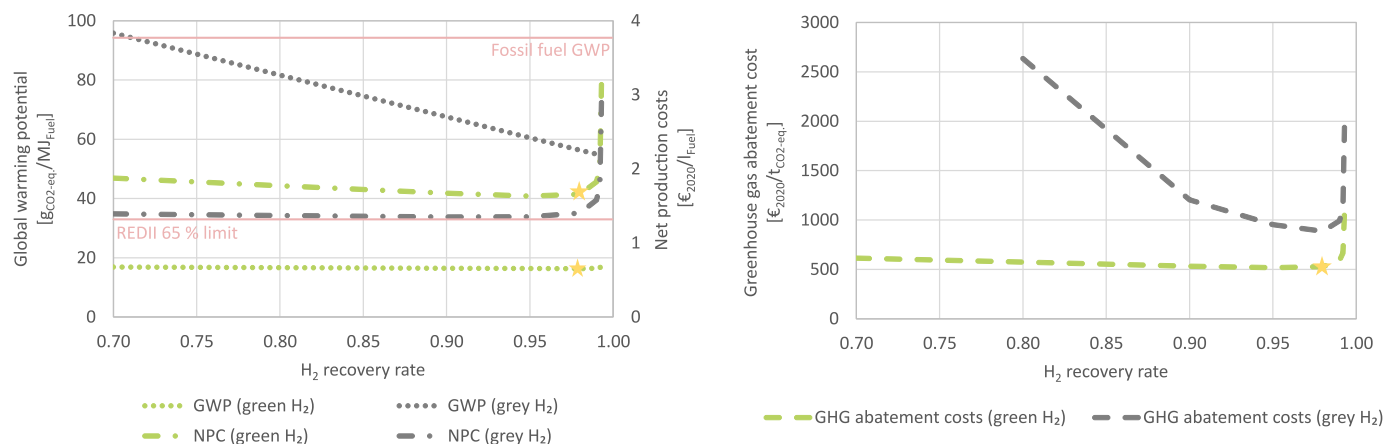 Global warming potential
[gCO2-eq./MJFuel]
100
80
60
40
20
0
Fossil fuel GWP
REDII 65 % limit
4
3
2
1
0
Net production costs
[€2020/lFuel]
0.70 0.75 0.80 0.85 0.90 0.95 1.00
H₂ recovery rate
GWP (green H₂) GWP (grey H₂)
NPC (green H₂) NPC (grey H₂)
Greenhouse gas abatement cost
[€2020/tCO2-eq.]
3000
2500
2000
1500
1000
500
0
0.70 0.75 0.80 0.85 0.90 0.95 1.00
H₂ recovery rate
GHG abatement costs (green H₂) GHG abatement costs (grey H₂)